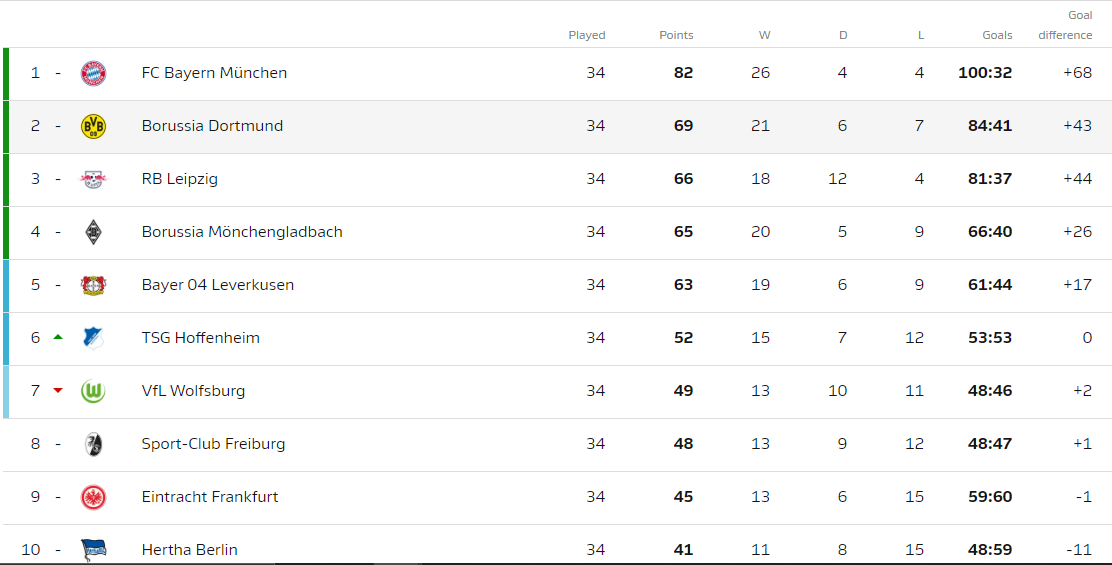 Goal
Played Points W D L Goals difference
1 - FC Bayern München 34 82 26 4 4 100:32 +68
2 - BVB 09 Borussia Dortmund 34 69 21 6 7 84:41 +43
3 - RB Leipzig 34 66 18 12 4 81:37 +44
4 - Borussia Mönchengladbach 34 65 20 5 9 66:40 +26
5 - Bayer 04 Leverkusen 34 63 19 6 9 61:44 +17
6 TSG Hoffenheim 34 52 15 7 12 53:53 0
7 W VfL Wolfsburg 34 49 13 10 11 48:46 +2
8 - Sport-Club Freiburg 34 48 13 9 12 48:47 +1
9 - Eintracht Frankfurt 34 45 13 6 15 59:60 -1
10 - Hertha Berlin 34 41 11 8 15 48:59 -11